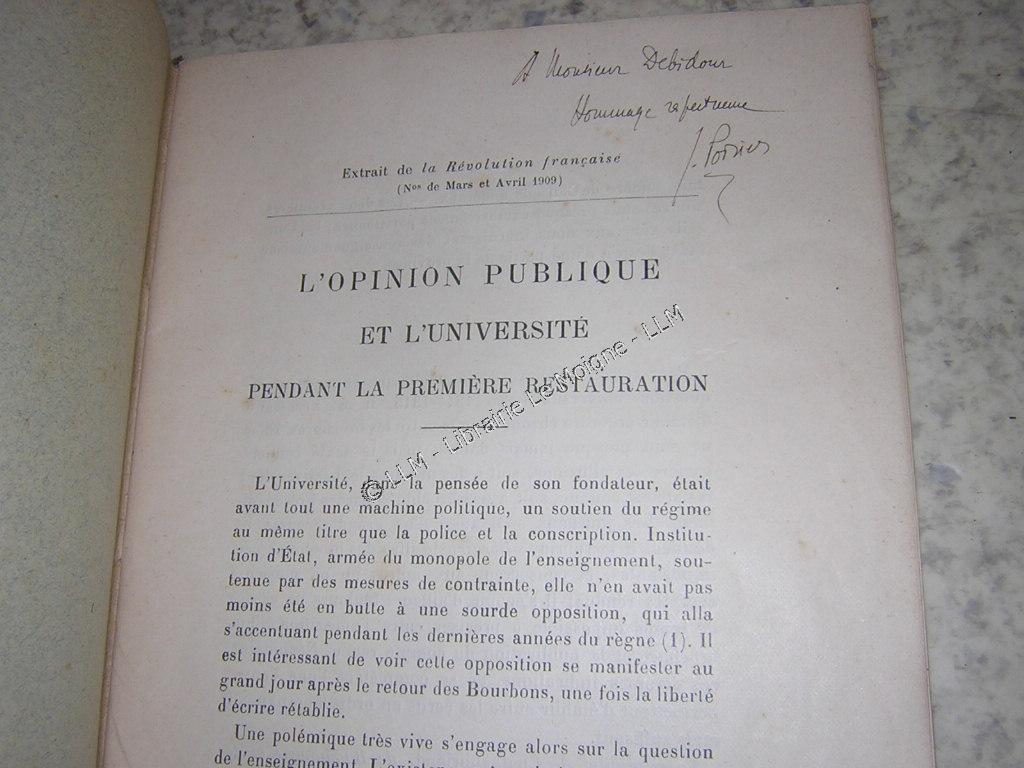 A Monsieur Debidour
Hommage respectueux
J. Poirier
Extrait de la Révolution française
(Nos de Mars et Avril 1909)
L'OPINION PUBLIQUE
ET L'UNIVERSITÉ
PENDANT LA PREMIÈRE RESTAURATION
© LLM - Librairie Le Moigne - LLM
L'Université, dans la pensée de son fondateur, était
avant tout une machine politique, un soutien du régime
au même titre que la police et la conscription. Institu-
tion d'État, armée du monopole de l'enseignement, sou-
tenue par des mesures de contrainte, elle n'en avait pas
moins été en butte à une sourde opposition, qui alla
s'accentuant pendant les dernières années du règne (1). Il
est intéressant de voir cette opposition se manifester au
grand jour après le retour des Bourbons, une fois la liberté
d'écrire rétablie.
Une polémique très vive s'engage alors sur la question
de l'enseignement.